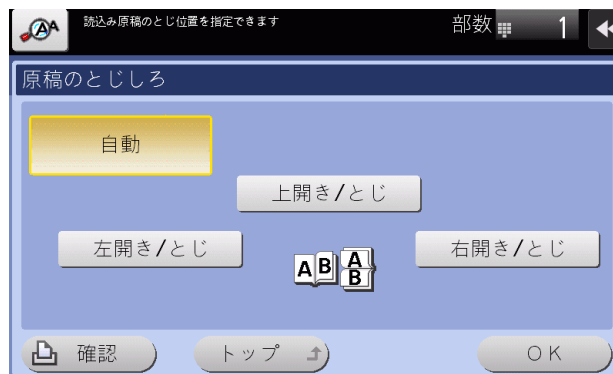 読込み原稿のとじ位置を指定できます
部数 1
原稿のとじしろ
自動
上開き/とじ
左開き/とじ
右開き/とじ
A B
A
B
確認
トップ
OK